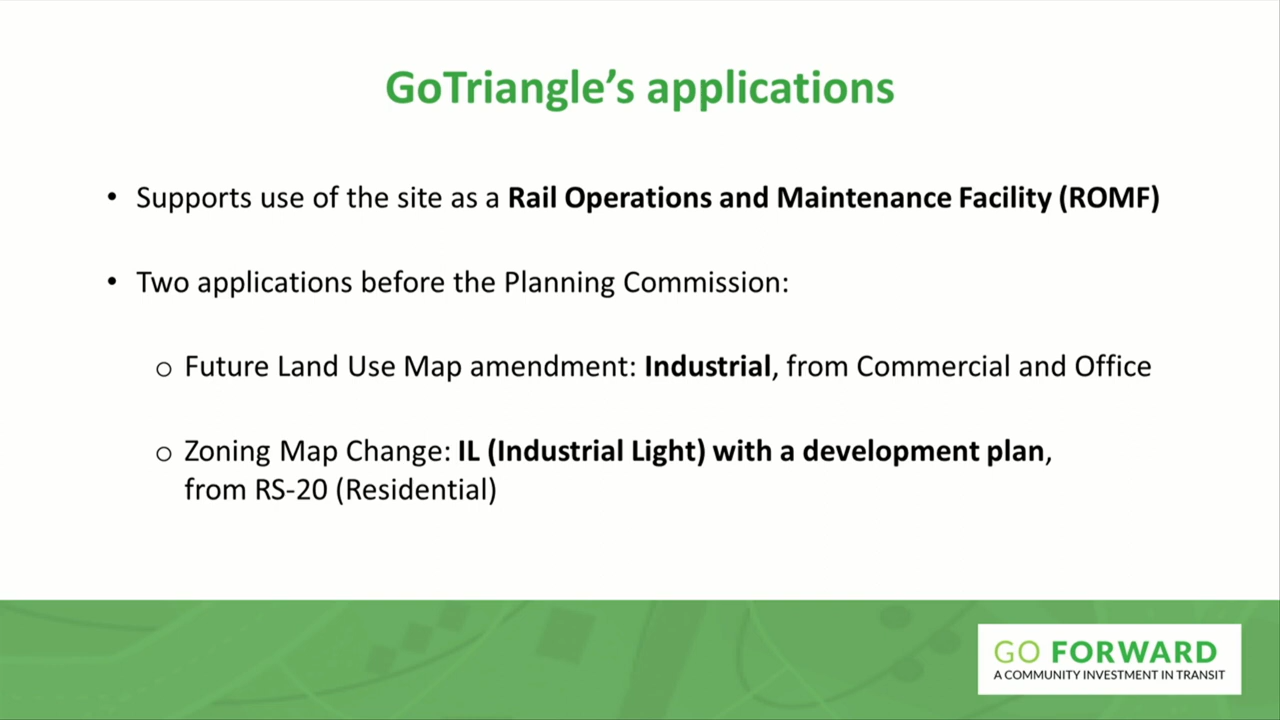 GoTriangle’s applications
• Supports use of the site as a Rail Operations and Maintenance Facility (ROMF)
• Two applications before the Planning Commission:
o Future Land Use Map amendment: Industrial, from Commercial and Office
o Zoning Map Change: IL (Industrial Light) with a development plan,
from RS-20 (Residential)
GO FORWARD
A COMMUNITY INVESTMENT IN TRANSIT